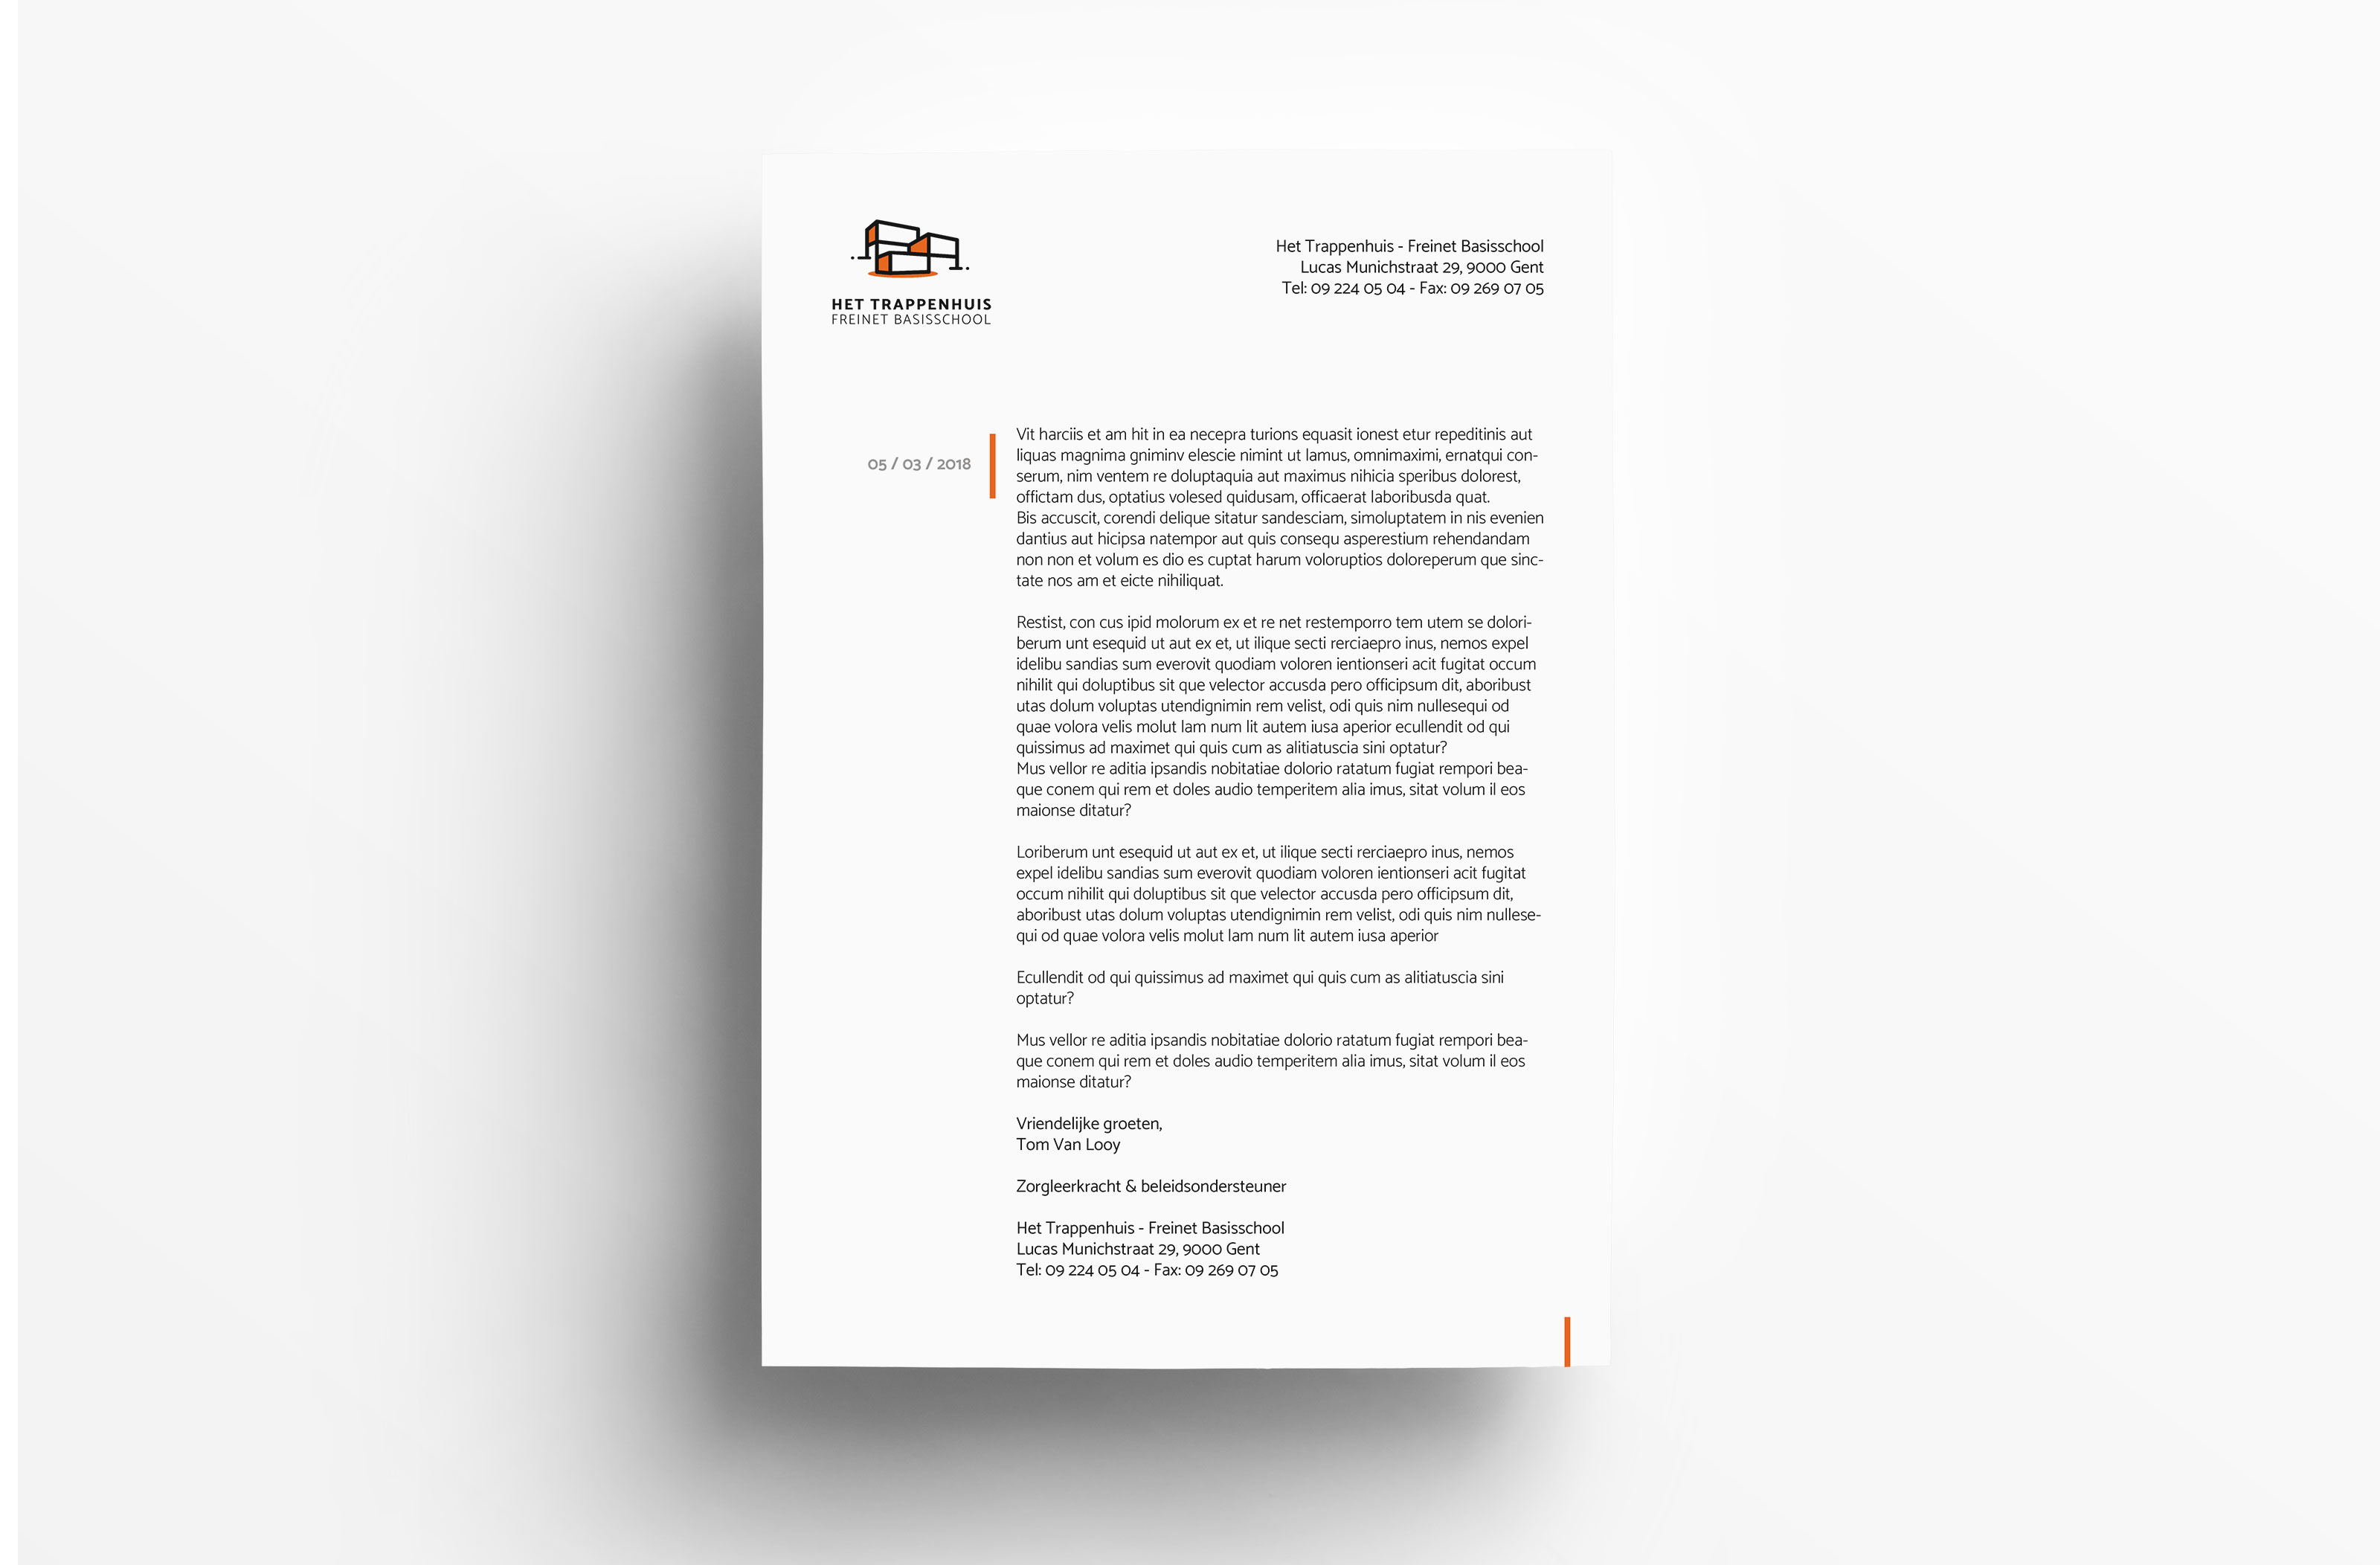 HET TRAPPENHUIS
FREINET BASISSCHOOL
Het Trappenhuis - Freinet Basisschool
Lucas Munichstraat 29, 9000 Gent
Tel: 09 224 05 04 - Fax: 09 269 07 05
05 / 03 / 2018
Vit harciis et am hit in ea necepra turions equasit ionest etur repeditinis aut
liquas magnima gniminv elescie nimint ut lamus, omnimaximi, ernatqui con-
serum, nim ventem re doluptaquia aut maximus nihicia speribus dolorest,
offictam dus, optatius volesed quidusam, officaerat laboribusda quat.
Bis accuscit, corendi delique sitatur sandesciam, simoluptatem in nis evenien
dantius aut hicipsa natempor aut quis consequ asperestium rehendandam
non non et volum es dio es cuptat harum voloruptios doloreperum que sinc-
tate nos am et eicte nihiliquat.
Restist, con cus ipid molorum ex et re net restemporro tem utem se dolori-
berum unt esequid ut aut ex et, ut ilique secti rerciaepro inus, nemos expel
idelibu sandias sum everovit quodiam voloren ientionseri acit fugitat occum
nihilit qui doluptibus sit que velector accusda pero officipsum dit, aboribust
utas dolum voluptas utendignimin rem velist, odi quis nim nullesequi od
quae volora velis molut lam num lit autem iusa aperior ecullendit od qui
quissimus ad maximet qui quis cum as alitiatuscia sini optatur?
Mus vellor re aditia ipsandis nobitatiae dolorio ratatum fugiat rempori bea-
que conem qui rem et doles audio temperitem alia imus, sitat volum il eos
maionse ditatur?
Loriberum unt esequid ut aut ex et, ut ilique secti rerciaepro inus, nemos
expel idelibu sandias sum everovit quodiam voloren ientionseri acit fugitat
occum nihilit qui doluptibus sit que velector accusda pero officipsum dit,
aboribust utas dolum voluptas utendignimin rem velist, odi quis nim nullese-
qui od quae volora velis molut lam num lit autem iusa aperior
Ecullendit od qui quissimus ad maximet qui quis cum as alitiatuscia sini
optatur?
Mus vellor re aditia ipsandis nobitatiae dolorio ratatum fugiat rempori bea-
que conem qui rem et doles audio temperitem alia imus, sitat volum il eos
maionse ditatur?
Vriendelijke groeten,
Tom Van Looy
Zorgleerkracht & beleidsondersteuner
Het Trappenhuis - Freinet Basisschool
Lucas Munichstraat 29, 9000 Gent
Tel: 09 224 05 04 - Fax: 09 269 07 05